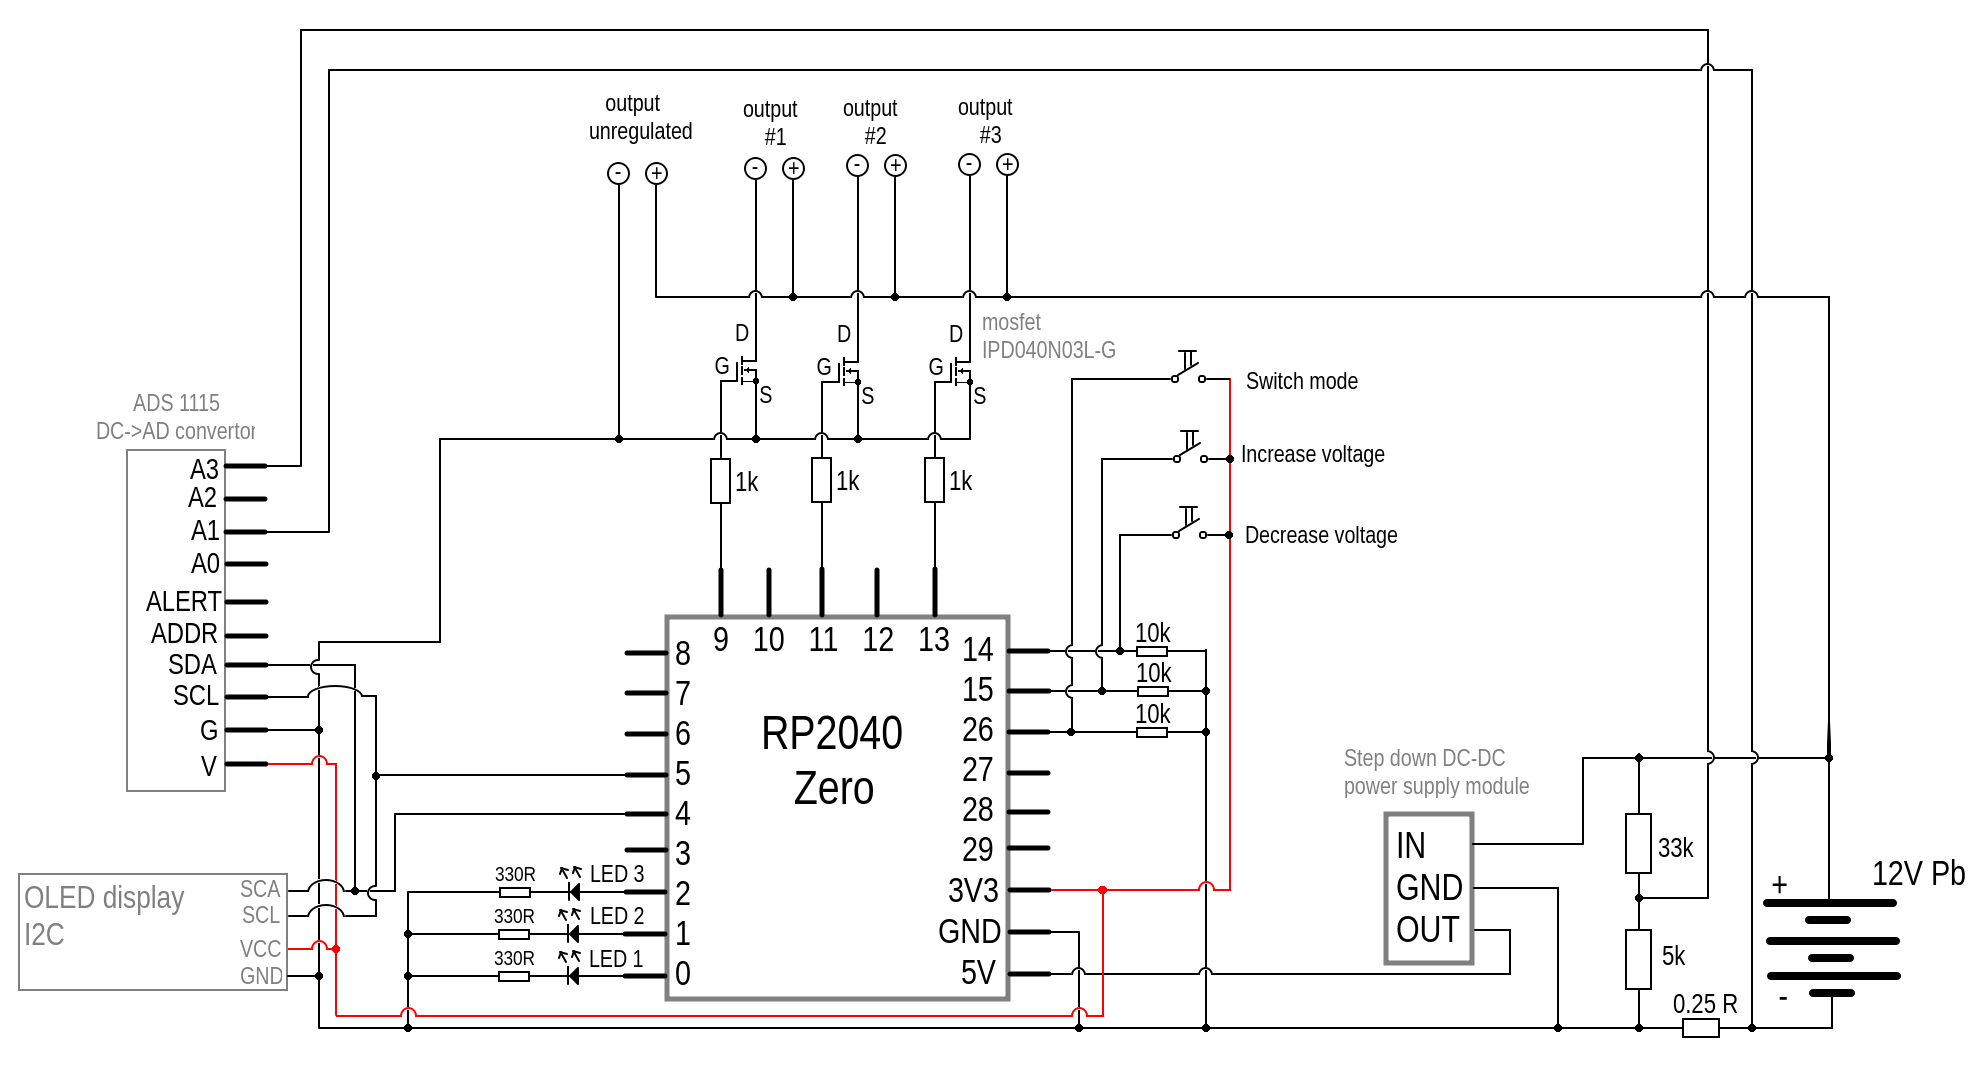 output
unregulated
output
#1
output
#2
output
#3
- +
- +
- +
- +
D
D
D
mosfet
IPD040N03L-G
G
G
G
S
S
S
Switch mode
Increase voltage
Decrease voltage
ADS 1115
DC->AD convertor
A3
A2
A1
A0
ALERT
ADDR
SDA
SCL
G
V
1k
1k
1k
9 10 11 12 13
8
7
6
5
4
3
2
1
0
RP2040
Zero
14
15
26
27
28
29
3V3
GND
5V
10k
10k
10k
330R LED 3
330R LED 2
330R LED 1
OLED display
I2C
SCA
SCL
VCC
GND
Step down DC-DC
power supply module
IN
GND
OUT
33k
5k
0.25 R
12V Pb
+
-